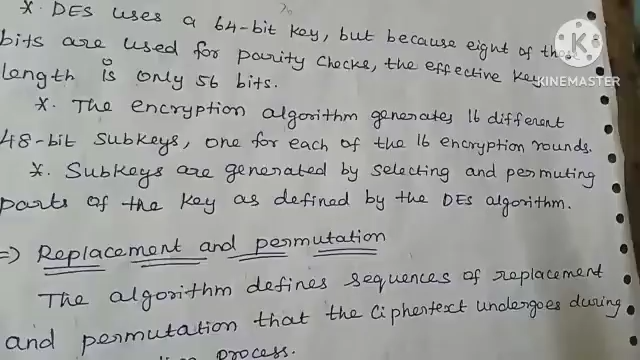 * DES uses a 64-bit key, but because eight of these
bits are used for parity checks, the effective key
length is only 56 bits.
* The encryption algorithm generates 16 different
48-bit subkeys, one for each of the 16 encryption rounds.
* Subkeys are generated by selecting and permuting
parts of the key as defined by the DES algorithm.
=> Replacement and permutation
The algorithm defines sequences of replacement
and permutation that the ciphertext undergoes during
process.
KINEMASTER